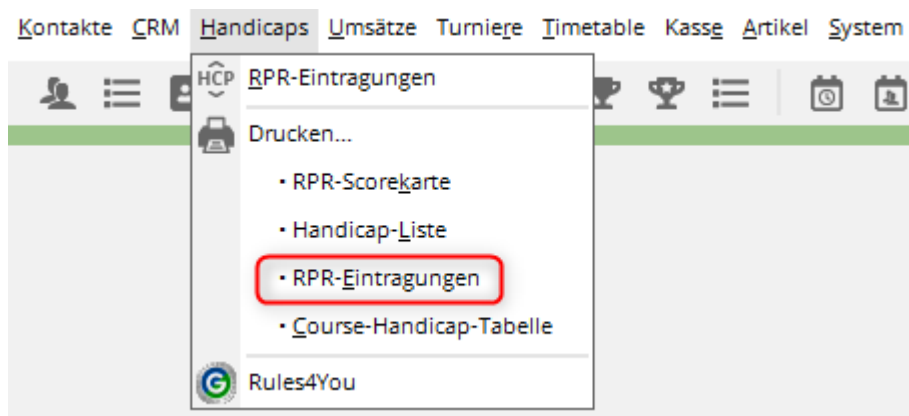 Kontakte CRM Handicaps Umsätze Turniere Timetable Kasse Artikel System
HCP RPR-Eintragungen
Drucken...
• RPR-Scorekarte
• Handicap-Liste
• RPR-Eintragungen
• Course-Handicap-Tabelle
G Rules4You